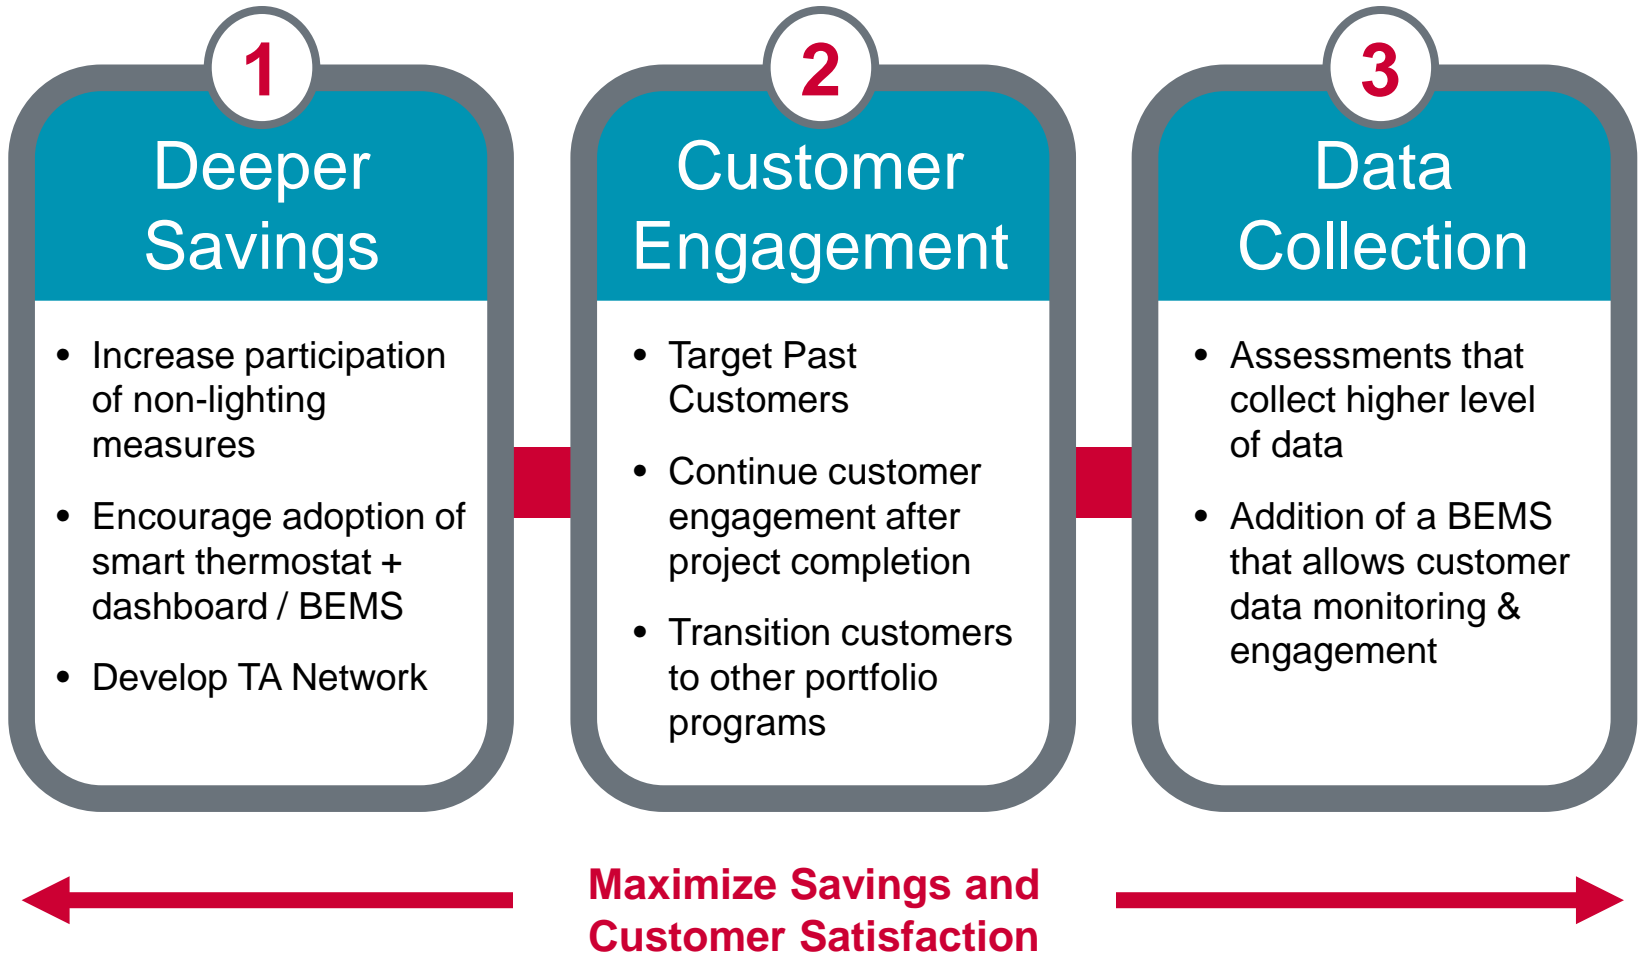 1
Deeper
Savings
• Increase participation
of non-lighting
measures
• Encourage adoption of
smart thermostat +
dashboard / BEMS
• Develop TA Network
2
Customer
Engagement
• Target Past
Customers
• Continue customer
engagement after
project completion
• Transition customers
to other portfolio
programs
3
Data
Collection
• Assessments that
collect higher level
of data
• Addition of a BEMS
that allows customer
data monitoring &
engagement
Maximize Savings and
Customer Satisfaction